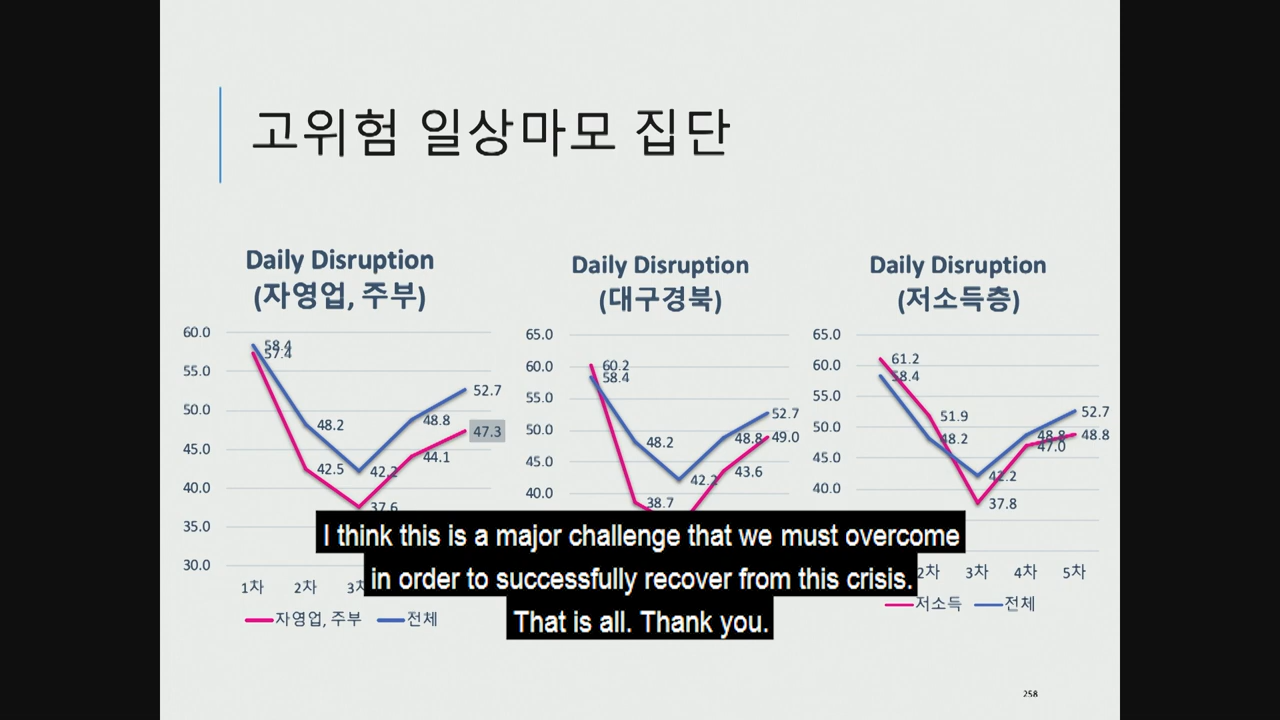 고위험 일상마모 집단
Daily Disruption
(자영업, 주부)
60.0
55.0
50.0
45.0
40.0
35.0
30.0
58.4
57.4
48.2
42.5
42.2
37.6
48.8
44.1
52.7
47.3
1차
2차
자영업, 주부
전체
Daily Disruption
(대구경북)
65.0
60.0
55.0
50.0
45.0
40.0
60.2
58.4
48.2
38.7
42.2
48.8
43.6
52.7
49.0
Daily Disruption
(저소득층)
65.0
60.0
55.0
50.0
45.0
40.0
61.2
58.4
51.9
48.2
42.2
37.8
48.8
47.0
52.7
48.8
2차
3차
4차
5차
저소득
전체
I think this is a major challenge that we must overcome
in order to successfully recover from this crisis.
That is all. Thank you.
258